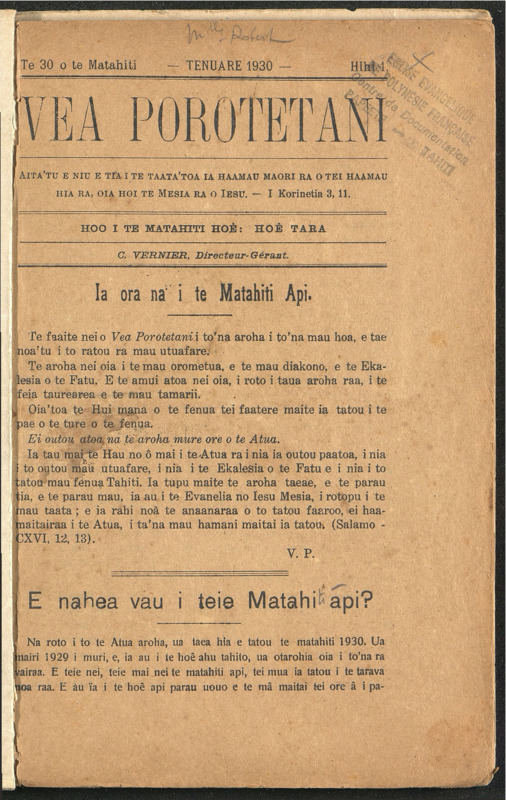 Mlle Robert
Te 30 o te Matahiti — TENUARE 1930 — Hiti 1.
VEA POROTETANI
EGLISE EVANGELIQUE
DE POLYNESIE FRANÇAISE
Centre de Documentation
PAPEETE — TAHITI
AITA'TU E NIU E TIA I TE TAATA'TOA IA HAAMAU MAORI RA O TEI HAAMAU
HIA RA, OIA HOI TE MESIA RA O IESU. — I Korinetia 3, 11.
HOO I TE MATAHITI HOÊ: HOÊ TARA
C. VERNIER, Directeur-Gérant.
Ia ora na i te Matahiti Api.
Te faaite nei o Vea Porotetani i to'na aroha i to'na mau hoa, e tae
noa'tu i to ratou ra mau utuafare.
Te aroha nei oia i te mau orometua, e te mau diakono, e te Eka-
lesia o te Fatu. E te amui atoa nei oia, i roto i taua aroha raa, i te
feia taurearea e te mau tamarii.
Oia'toa te Hui mana o te fenua tei faatere maite ia tatou i te
pae o te ture o te fenua.
Ei outou atoa, na te aroha mure ore o te Atua.
Ia tau mai te Hau no ô mai i te Atua ra i nia ia outou paatoa, i nia
i to outou mau utuafare, i nia i te Ekalesia o te Fatu e i nia i to
tatou mau fenua Tahiti. Ia tupu maite te aroha taeae, e te parau
tia, e te parau mau, ia au i te Evanelia no Iesu Mesia, i rotopu i te
mau taata ; e ia rahi noâ te anaanaraa o to tatou faaroo, ei haa-
maitairaa i te Atua, i ta'na mau hamani maitai ia tatou. (Salamo -
CXVI, 12, 13).
V. P.
E nahea vau i teie Matahiti api?
Na roto i to te Atua aroha, ua taea hia e tatou te matahiti 1930. Ua
mairi 1929 i muri, e, ia au i te hoê ahu tahito, ua otarohia oia i to'na ra
vairaa. E teie nei, teie mai nei te matahiti api, tei mua ia tatou i te tarava
noa raa. E au ïa i te hoê api parau uouo e te mâ maitai tei ore â i pa-